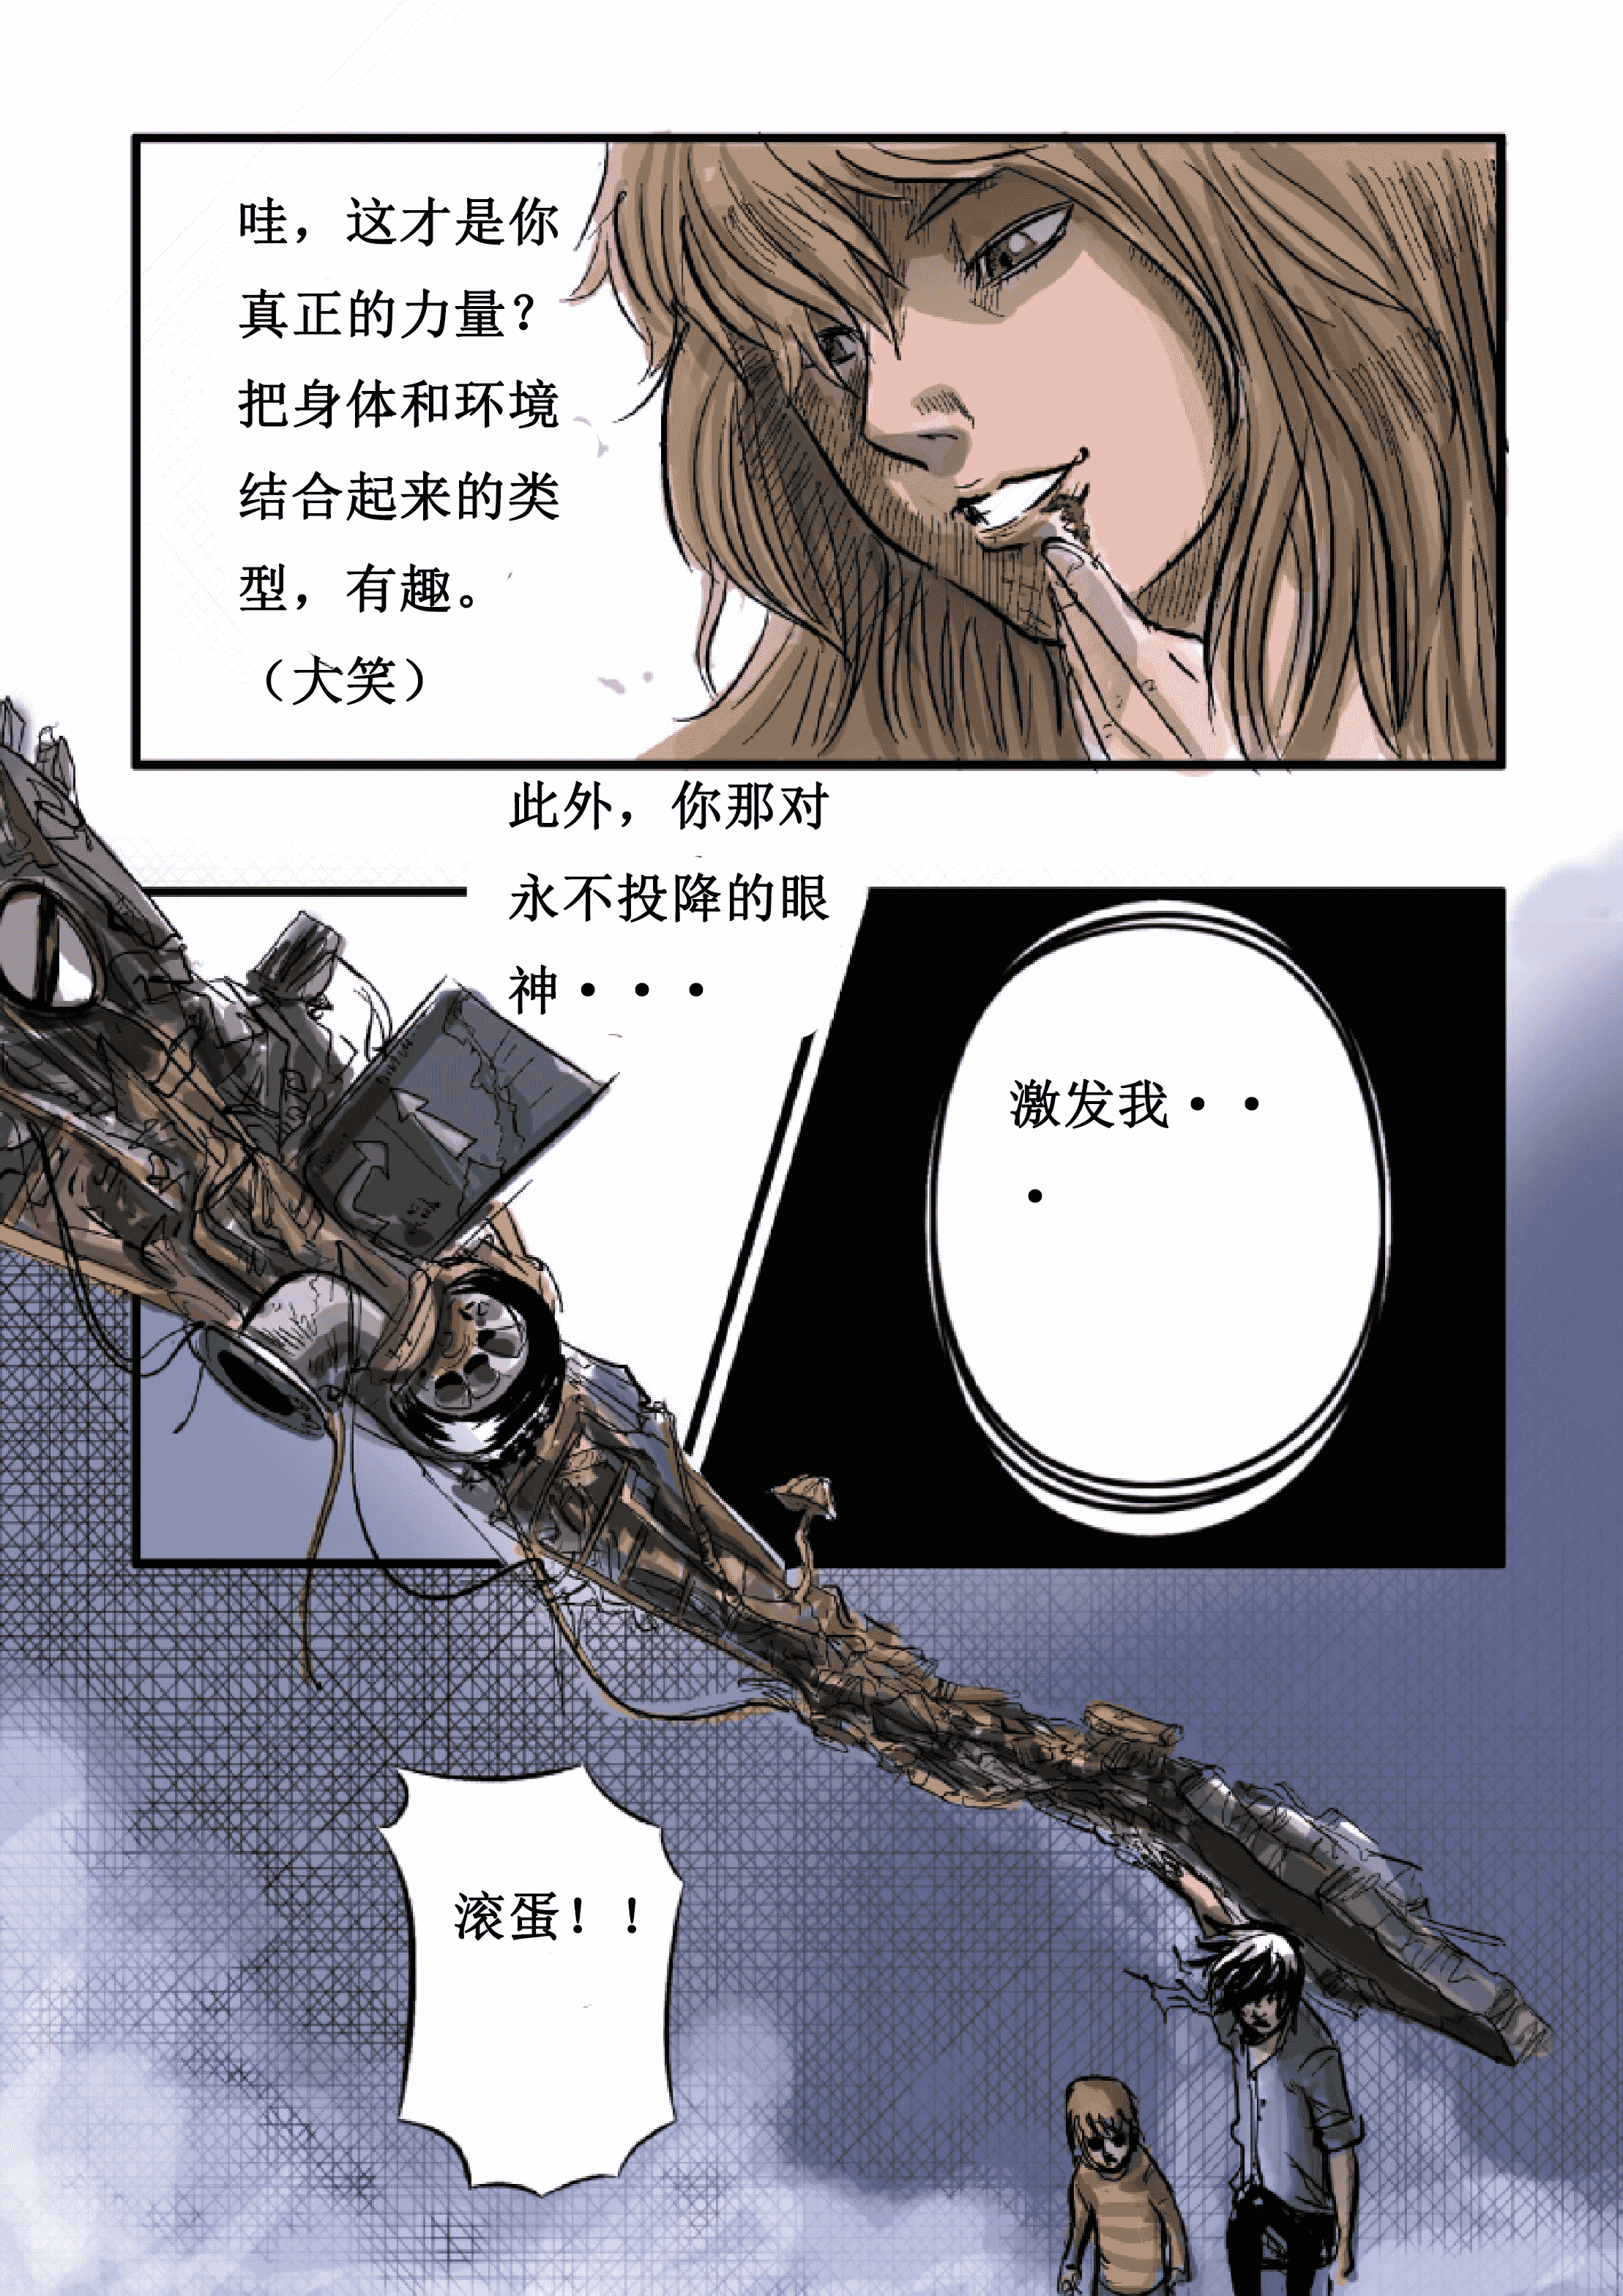 哇，这才是你
真正的力量？
把身体和环境
结合起来的类
型，有趣。
（大笑）
此外，你那对
永不投降的眼
神···
激发我··
·
滚蛋！！